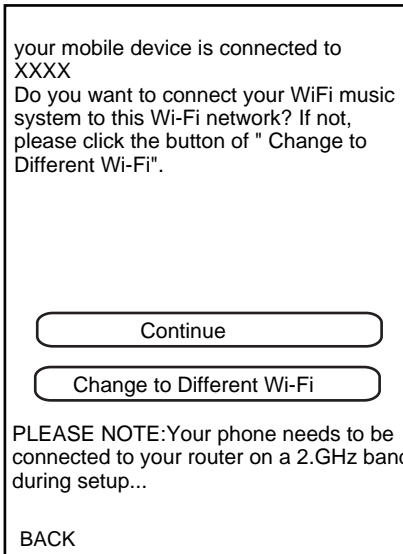 your mobile device is connected to
XXXX
Do you want to connect your WiFi music
system to this Wi-Fi network? If not,
please click the button of " Change to
Different Wi-Fi".
Continue
Change to Different Wi-Fi
PLEASE NOTE:Your phone needs to be
connected to your router on a 2.GHz band
during setup...
BACK